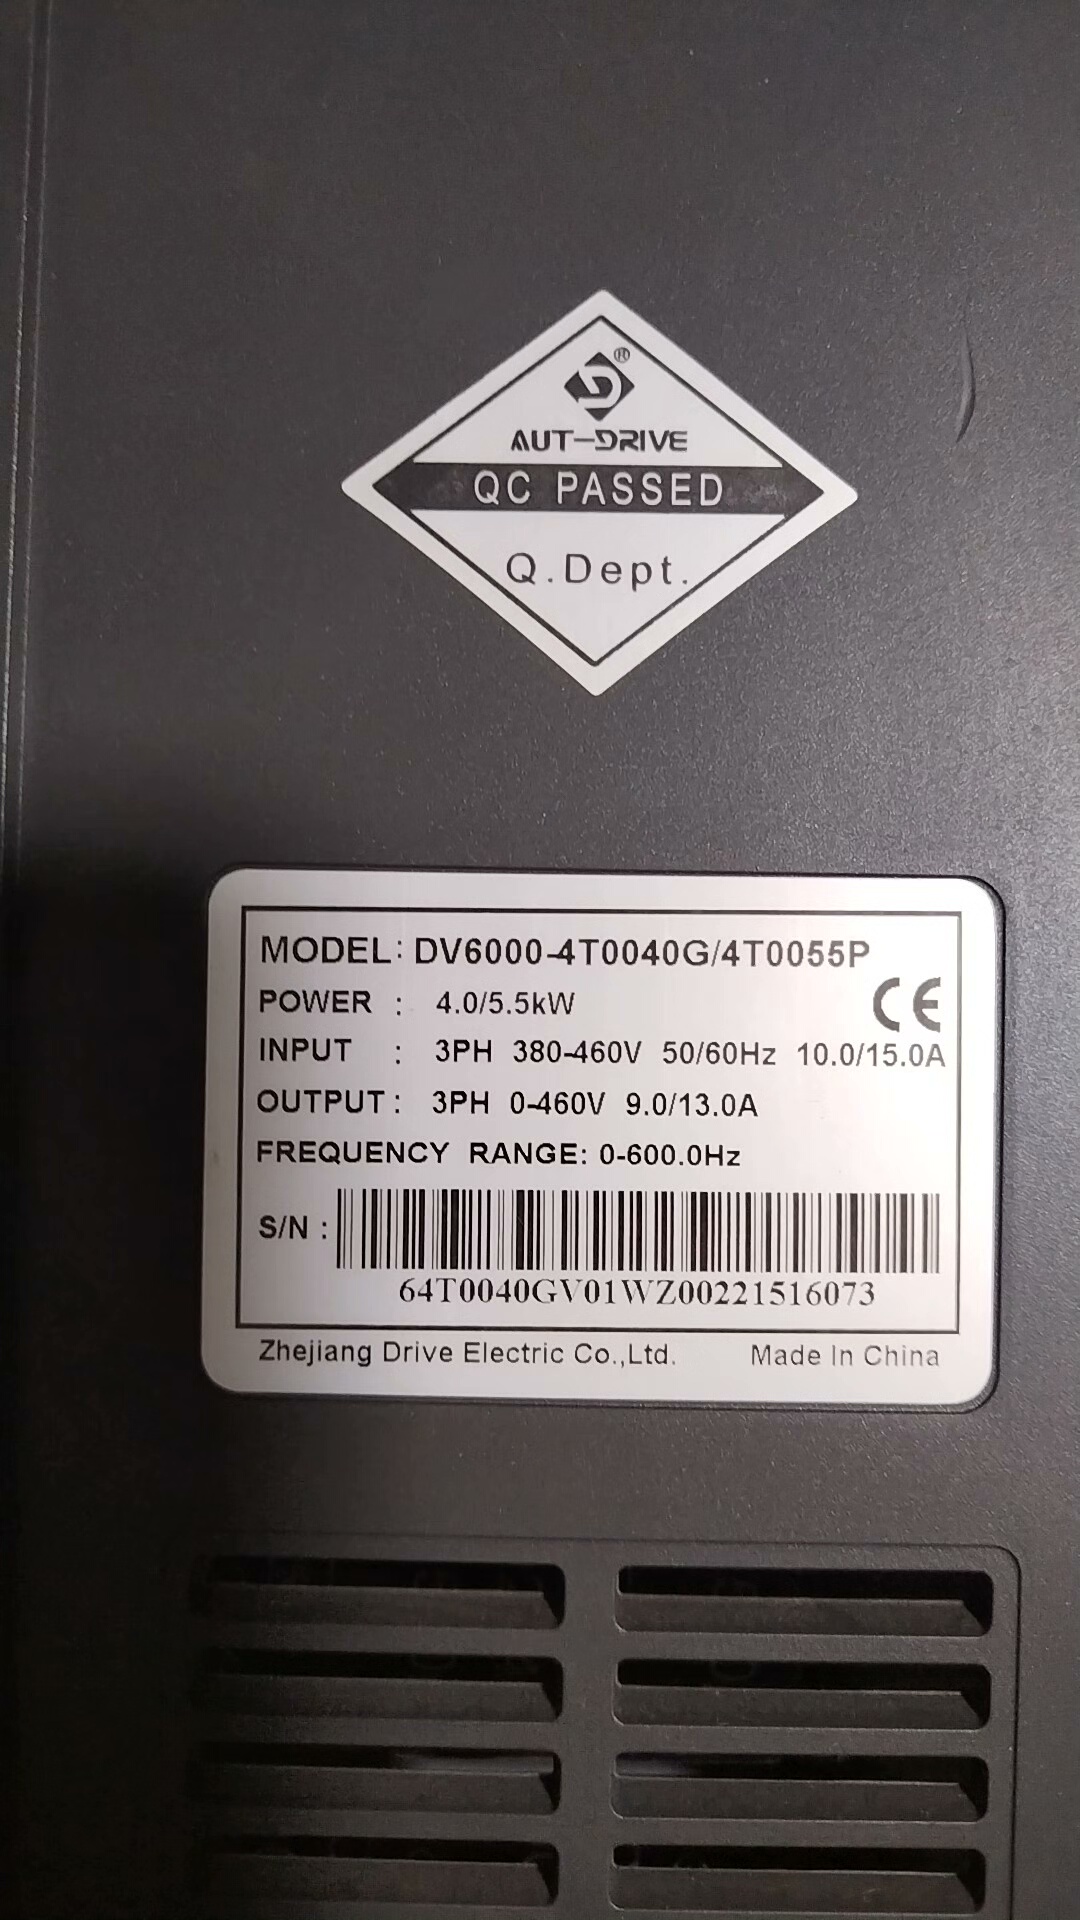 ®
AUT-DRIVE
QC PASSED
Q.Dept.
MODEL: DV6000-4T0040G/4T0055P
POWER : 4.0/5.5kW
CE
INPUT : 3PH 380-460V 50/60Hz 10.0/15.0A
OUTPUT: 3PH 0-460V 9.0/13.0A
FREQUENCY RANGE: 0-600.0Hz
S/N :
64T0040GV01WZ00221516073
Zhejiang Drive Electric Co.,Ltd. Made In China